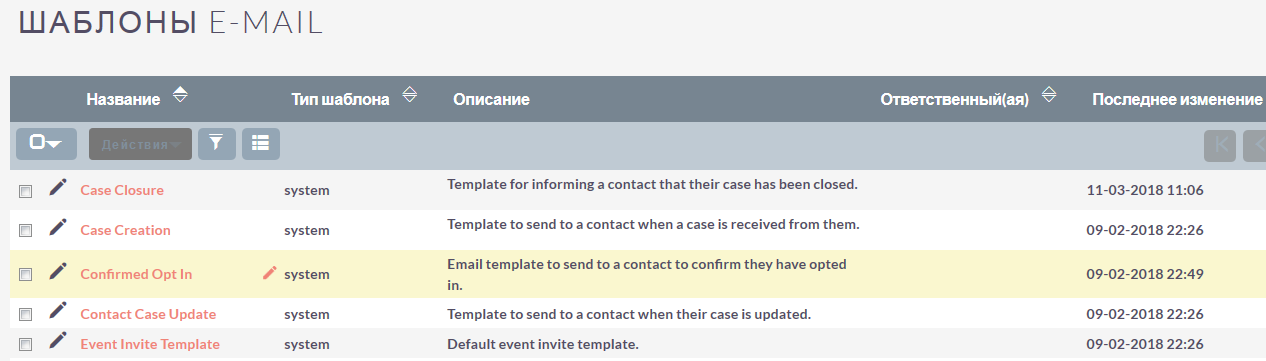 ШАБЛОНЫ E-MAIL
Название Тип шаблона Описание Ответственный(ая) Последнее изменение
Действия
Case Closure system Template for informing a contact that their case has been closed. 11-03-2018 11:06
Case Creation system Template to send to a contact when a case is received from them. 09-02-2018 22:26
Confirmed Opt In system Email template to send to a contact to confirm they have opted in. 09-02-2018 22:49
Contact Case Update system Template to send to a contact when their case is updated. 09-02-2018 22:26
Event Invite Template system Default event invite template. 09-02-2018 22:26